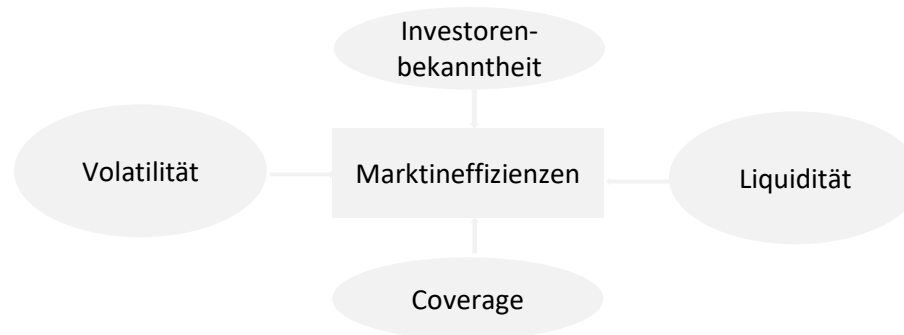 Investoren-
bekanntheit
Volatilität
Marktineffizienzen
Liquidität
Coverage